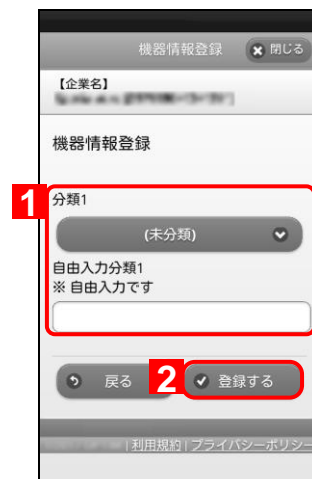 機器情報登録 閉じる
【企業名】
機器情報登録
1
分類1
(未分類)
自由入力分類1
※ 自由入力です
戻る 2 登録する
| 利用規約 | プライバシーポリシー